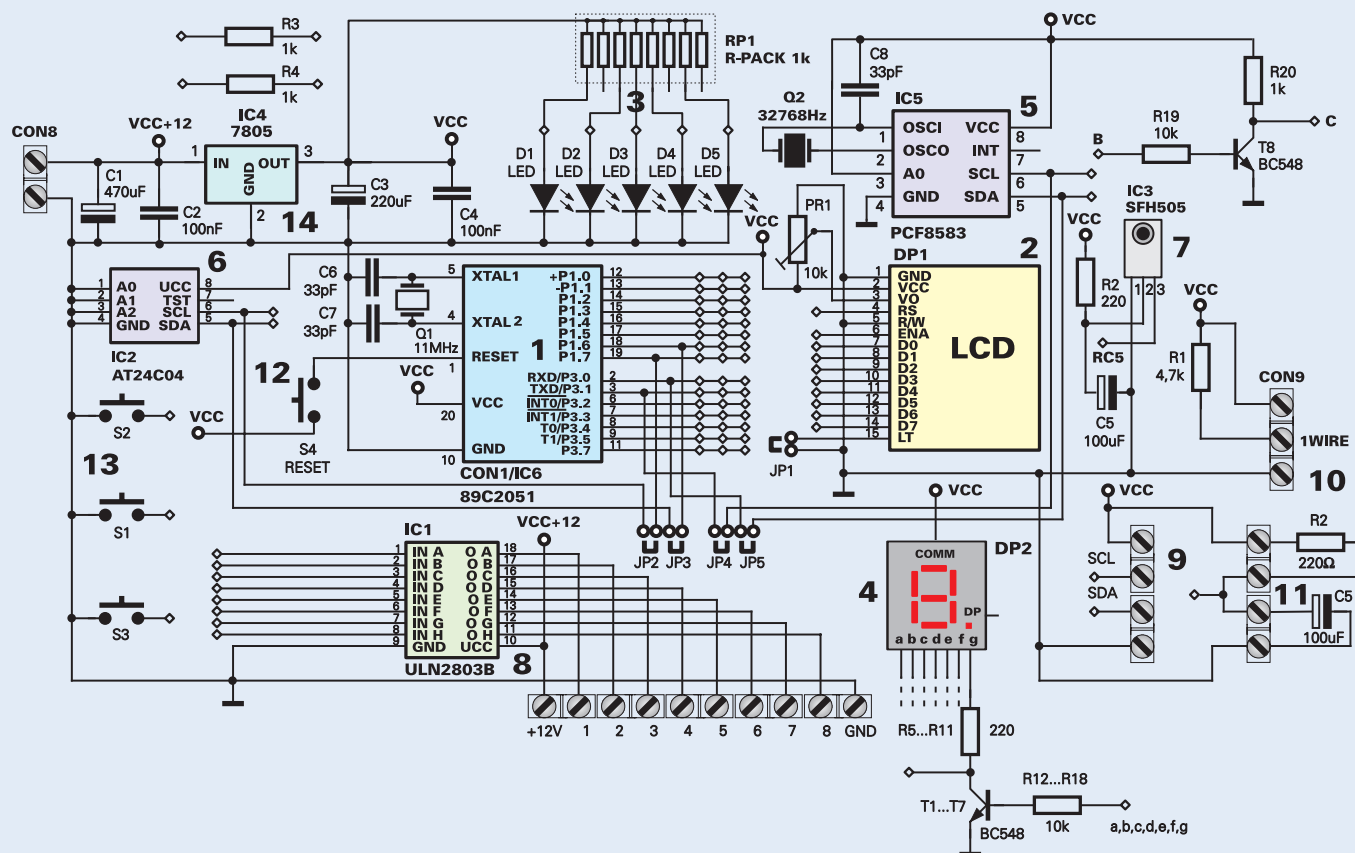 R3
1k
R4
1k
IC4
7805
CON8
VCC+12
1 IN OUT 3
GND
2
14
C1
470uF
C2
100nF
C3
220uF
VCC
C4
100nF
RP1
R-PACK 1k
3
D1 D2 D3 D4 D5
LED LED LED LED LED
VCC
PR1
10k
VCC
C8
33pF
Q2
32768Hz
IC5
5
1 OSCI VCC 8
2 OSCO INT 7
3 A0 SCL 6
4 GND SDA 5
PCF8583
R20
1k
C
R19
10k
B
T8
BC548
IC3
SFH505
7
VCC
R2
220
1 2 3
RC5
C5
100uF
VCC
R1
4,7k
CON9
1WIRE
10
6
1 A0 UCC 8
2 A1 TST 7
3 A2 SCL 6
4 GND SDA 5
IC2
AT24C04
C6
33pF
C7
33pF
Q1
11MHz
5 XTAL1 +P1.0 12
-P1.1 13
P1.2 14
P1.3 15
4 XTAL2 P1.4 16
P1.5 17
P1.6 18
RESET P1.7 19
1
1
RXD/P3.0 2
TXD/P3.1 3
VCC INT0/P3.2 6
20 INT1/P3.3 7
T0/P3.4 8
T1/P3.5 9
GND P3.7 11
10
CON1/IC6
89C2051
VCC
12
VCC
S4
RESET
S2
13
S1
S3
DP1
2
1 GND
2 VCC
3 VO
4 RS
5 R/W
6 ENA
7 D0
8 D1
9 D2
10 D3
11 D4
12 D5
13 D6
14 D7
15 LT
LCD
JP1
JP2 JP3 JP4 JP5
IC1
VCC+12
1 IN A O A 18
2 IN B O B 17
3 IN C O C 16
4 IN D O D 15
5 IN E O E 14
6 IN F O F 13
7 IN G O G 12
8 IN H O H 11
9 GND UCC 10
ULN2803B
8
+12V 1 2 3 4 5 6 7 8 GND
VCC
DP2
COMM
4
DP
a b c d e f g
R5...R11
220
T1...T7
BC548
R12...R18
10k
a,b,c,d,e,f,g
VCC
SCL
SDA
9
R2
220Ω
11
C5
100uF